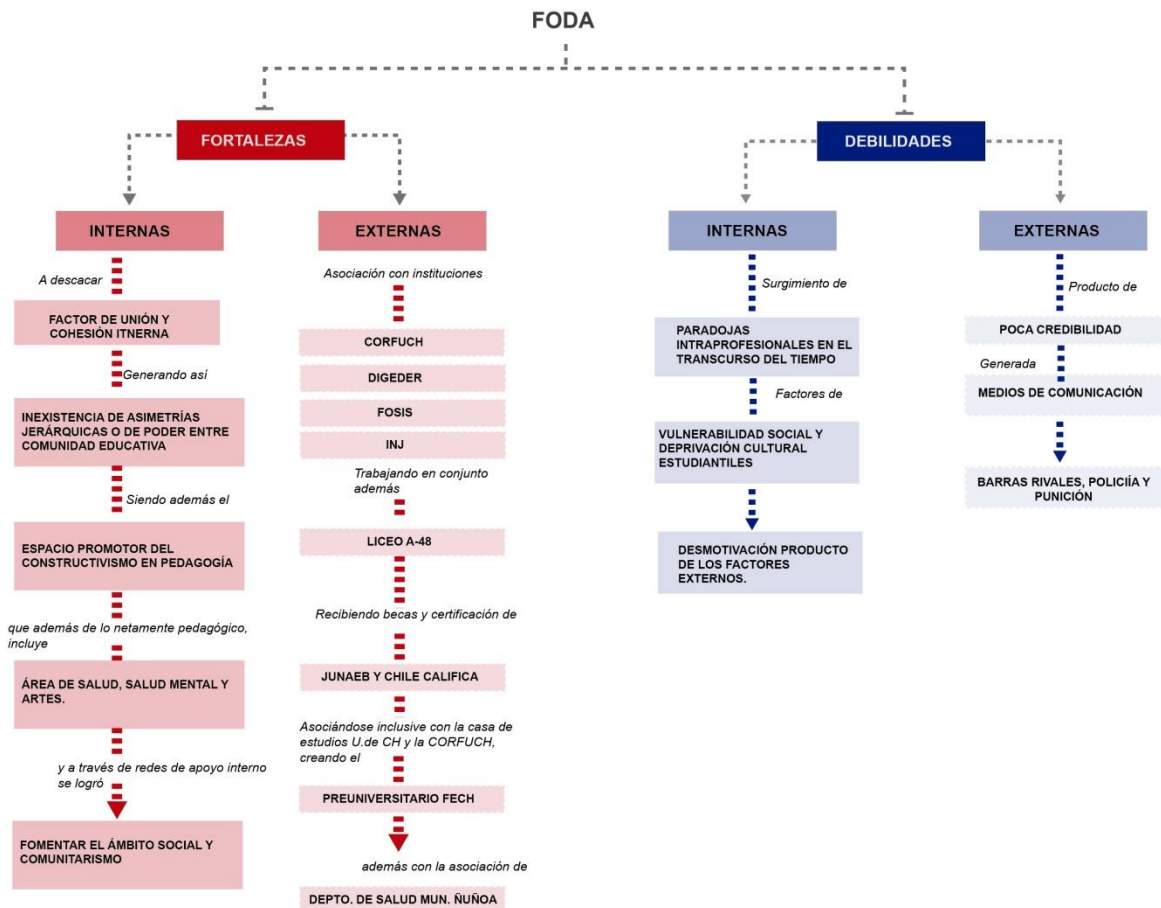 FODA
FORTALEZAS
INTERNAS
A descacar
FACTOR DE UNIÓN Y
COHESIÓN ITNERNA
Generando así
INEXISTENCIA DE ASIMETRÍAS
JERÁRQUICAS O DE PODER ENTRE
COMUNIDAD EDUCATIVA
Siendo además el
ESPACIO PROMOTOR DEL
CONSTRUCTIVISMO EN PEDAGOGÍA
que además de lo netamente pedagógico,
incluye
ÁREA DE SALUD, SALUD MENTAL Y
ARTES.
y a través de redes de apoyo interno
se logró
FOMENTAR EL ÁMBITO SOCIAL Y
COMUNITARISMO
EXTERNAS
Asociación con instituciones
CORFUCH
DIGEDER
FOSIS
INJ
Trabajando en conjunto
además
LICEO A-48
Recibiendo becas y certificación de
JUNAEB Y CHILE CALIFICA
Asociándose inclusive con la casa de
estudios U.de CH y la CORFUCH,
creando el
PREUNIVERSITARIO FECH
además con la asociación de
DEPTO. DE SALUD MUN. ÑUÑOA
DEBILIDADES
INTERNAS
Surgimiento de
PARADOJAS
INTRAPROFESIONALES EN EL
TRANSCURSO DEL TIEMPO
Factores de
VULNERABILIDAD SOCIAL Y
DEPRIVACIÓN CULTURAL
ESTUDIANTILES
DESMOTIVACIÓN PRODUCTO
DE LOS FACTORES
EXTERNOS.
EXTERNAS
Producto de
POCA CREDIBILIDAD
Generada
MEDIOS DE COMUNICACIÓN
BARRAS RIVALES, POLICIÍA Y
PUNICIÓN